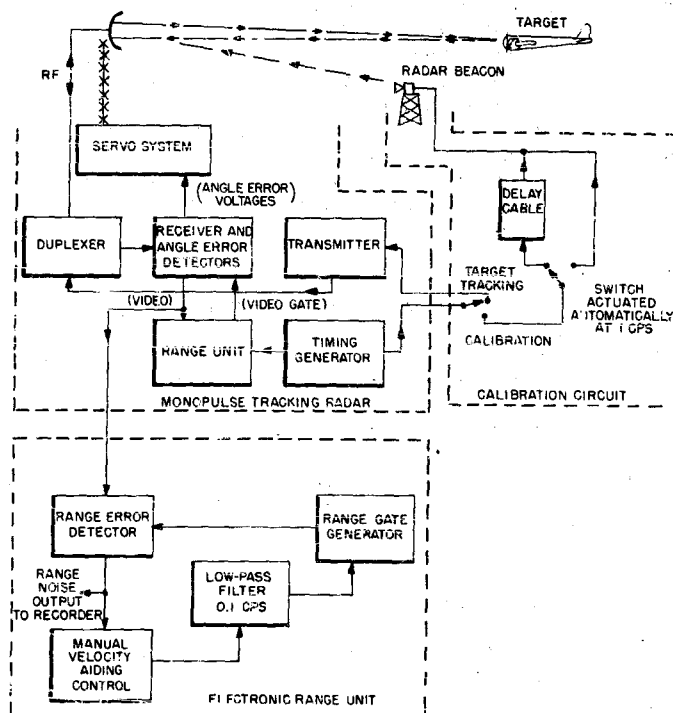 TARGET
RF
RADAR BEACON
SERVO SYSTEM
(ANGLE ERROR
VOLTAGES)
DELAY
CABLE
DUPLEXER
RECEIVER AND
ANGLE ERROR
DETECTORS
TRANSMITTER
TARGET
TRACKING
SWITCH
ACTUATED
AUTOMATICALLY
AT 1 CPS
(VIDEO)
(VIDEO GATE)
RANGE UNIT
TIMING
GENERATOR
CALIBRATION
MONOPULSE TRACKING RADAR
CALIBRATION CIRCUIT
RANGE ERROR
DETECTOR
RANGE GATE
GENERATOR
RANGE
NOISE
OUTPUT
TO RECORDER
LOW-PASS
FILTER
0.1 CPS
MANUAL
VELOCITY
AIDING
CONTROL
ELECTRONIC RANGE UNIT